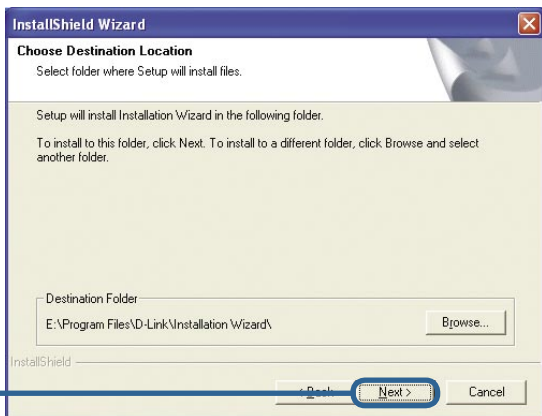 InstallShield Wizard
Choose Destination Location
Select folder where Setup will install files.
Setup will install Installation Wizard in the following folder.
To install to this folder, click Next. To install to a different folder, click Browse and select
another folder.
Destination Folder
E:\Program Files\D-Link\Installation Wizard\
Browse...
InstallShield
< Back Next > Cancel